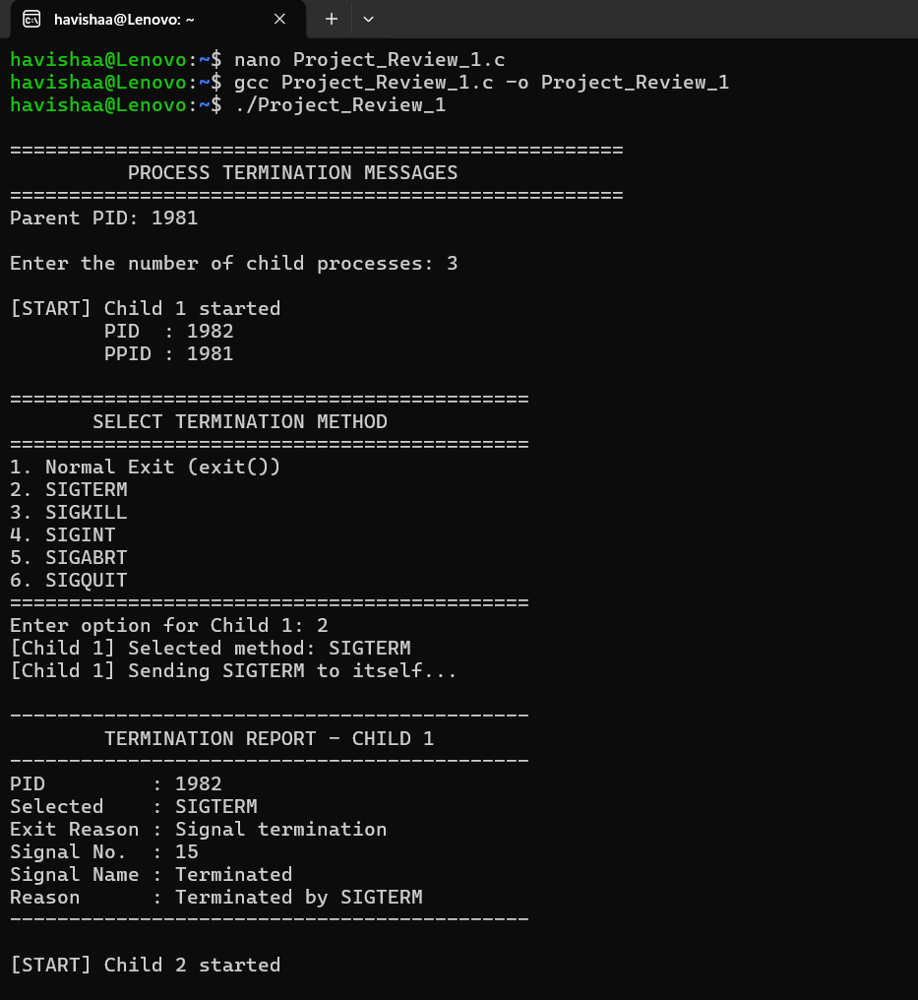 havishaa@Lenovo: ~
havishaa@Lenovo:~$ nano Project_Review_1.c
havishaa@Lenovo:~$ gcc Project_Review_1.c -o Project_Review_1
havishaa@Lenovo:~$ ./Project_Review_1
====================================================
          PROCESS TERMINATION MESSAGES
====================================================
Parent PID: 1981
Enter the number of child processes: 3
[START] Child 1 started
        PID  : 1982
        PPID : 1981
============================================
       SELECT TERMINATION METHOD
============================================
1. Normal Exit (exit())
2. SIGTERM
3. SIGKILL
4. SIGINT
5. SIGABRT
6. SIGQUIT
============================================
Enter option for Child 1: 2
[Child 1] Selected method: SIGTERM
[Child 1] Sending SIGTERM to itself...
--------------------------------------------
        TERMINATION REPORT - CHILD 1
--------------------------------------------
PID         : 1982
Selected    : SIGTERM
Exit Reason : Signal termination
Signal No.  : 15
Signal Name : Terminated
Reason      : Terminated by SIGTERM
--------------------------------------------
[START] Child 2 started